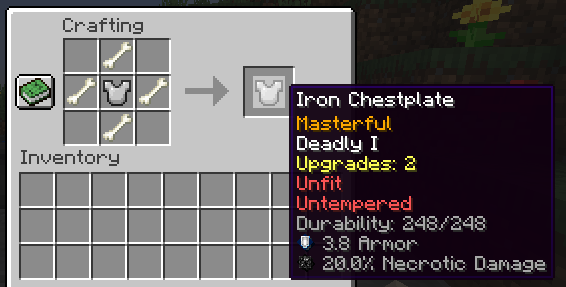 Crafting
Iron Chestplate
Masterful
Deadly I
Upgrades: 2
Unfit
Untempered
Durability: 248/248
3.8 Armor
20.0% Necrotic Damage
Inventory